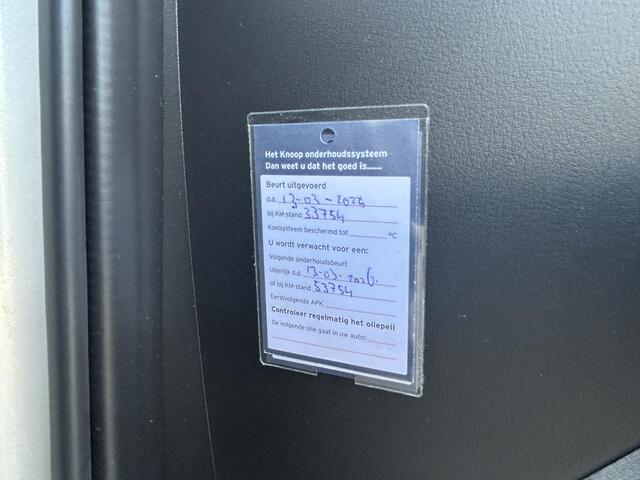 Het Knoop onderhoudssysteem
Dan weet u dat het goed is......
Beurt uitgevoerd
d.d. 13-03-2025
bij KM-stand 33754
Koelsysteem beschermd tot ______ °C
U wordt verwacht voor een:
Volgende onderhoudsbeurt
Uiterlijk d.d. 13-03-2026.
of bij KM-stand 53754
Eerstvolgende APK
Controleer regelmatig het oliepeil
De volgende olie gaat in uw auto: